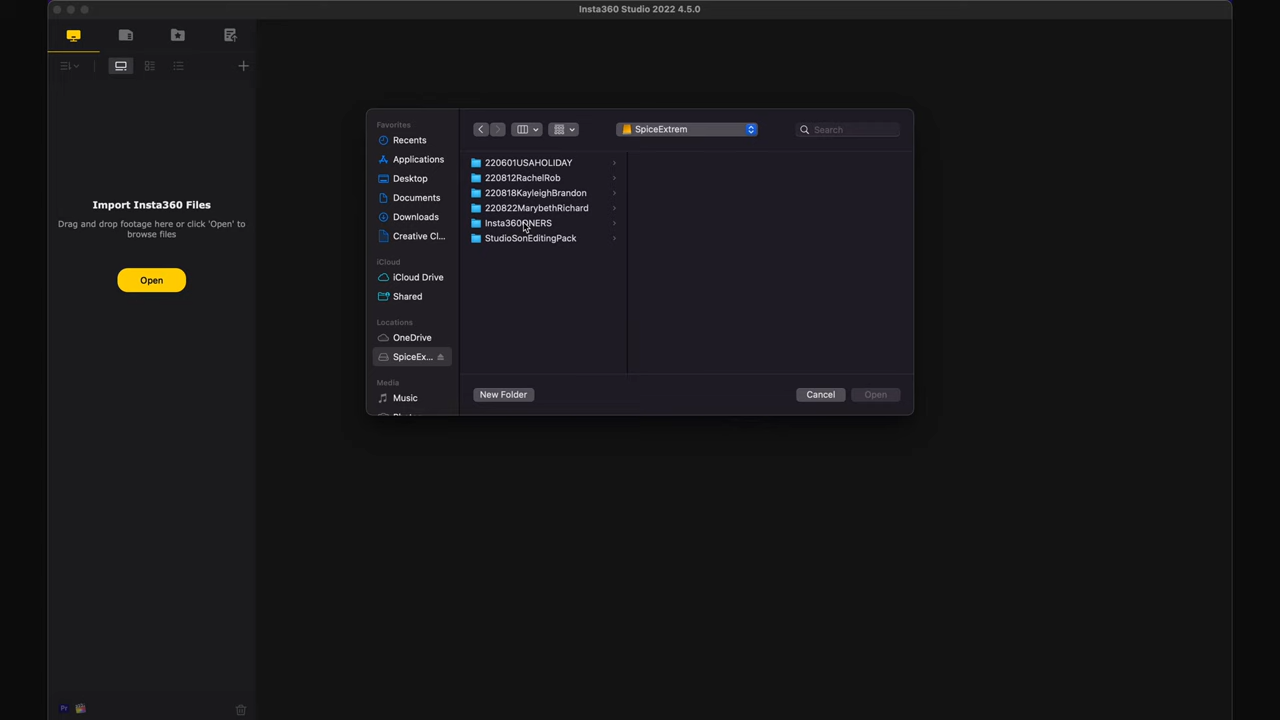 Insta360 Studio 2022 4.5.0
Import Insta360 Files
Drag and drop footage here or click 'Open' to
browse files
Open
Favorites
Recents
Applications
Desktop
Documents
Downloads
Creative Cl...
iCloud
iCloud Drive
Shared
Locations
OneDrive
SpiceEx...
Media
Music
SpiceExtrem
Search
220601USAHOLIDAY
220812RachelRob
220818KayleighBrandon
220822MarybethRichard
Insta360ONERS
StudioSonEditingPack
New Folder
Cancel
Open
Pr